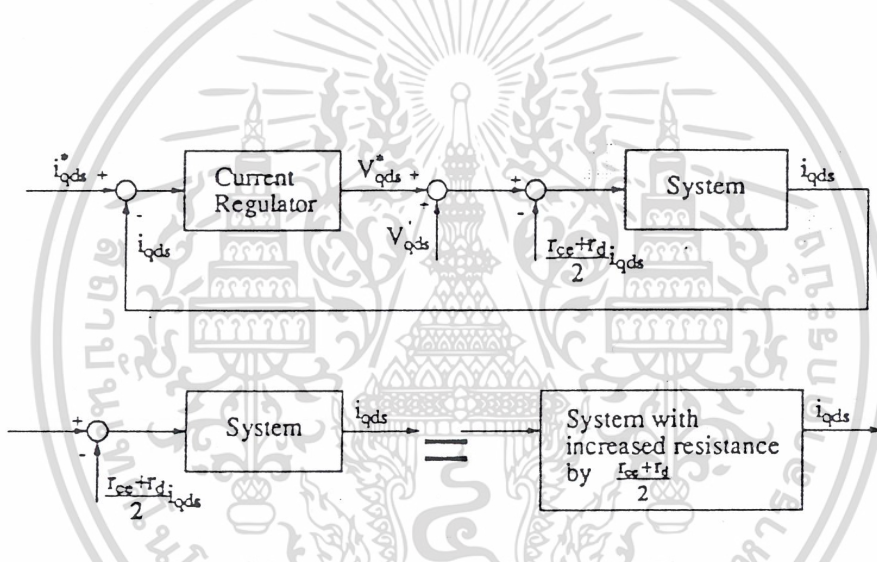 i*qds +
-
iqds
Current
Regulator
V*qds +
+
V'qds
+
-
rce+rd/2 iqds
System
iqds
+
-
rce+rd/2 iqds
System
iqds
=
System with
increased resistance
by rce+rd/2
iqds